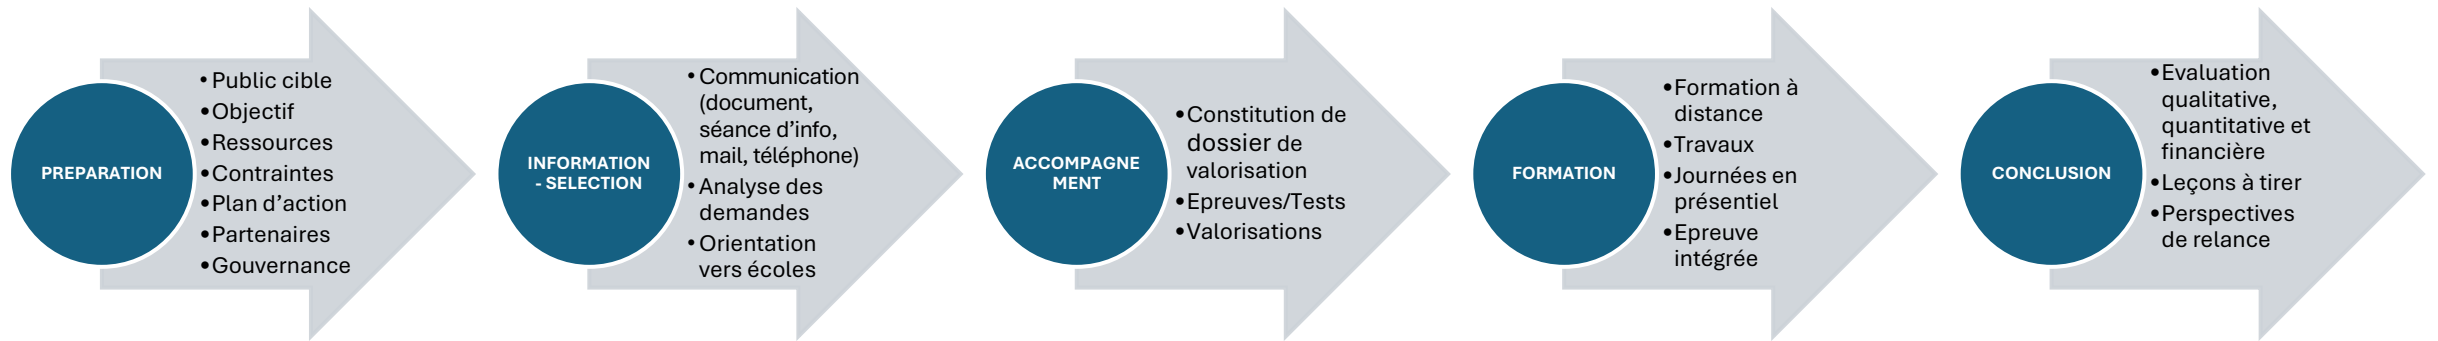 PREPARATION
• Public cible
• Objectif
• Ressources
• Contraintes
• Plan d’action
• Partenaires
• Gouvernance
INFORMATION
- SELECTION
• Communication
(document,
séance d’info,
mail, téléphone)
• Analyse des
demandes
• Orientation
vers écoles
ACCOMPAGNE
MENT
• Constitution de
dossier de
valorisation
• Epreuves/Tests
• Valorisations
FORMATION
• Formation à
distance
• Travaux
• Journées en
présentiel
• Epreuve
intégrée
CONCLUSION
• Evaluation
qualitative,
quantitative et
financière
• Leçons à tirer
• Perspectives
de relance